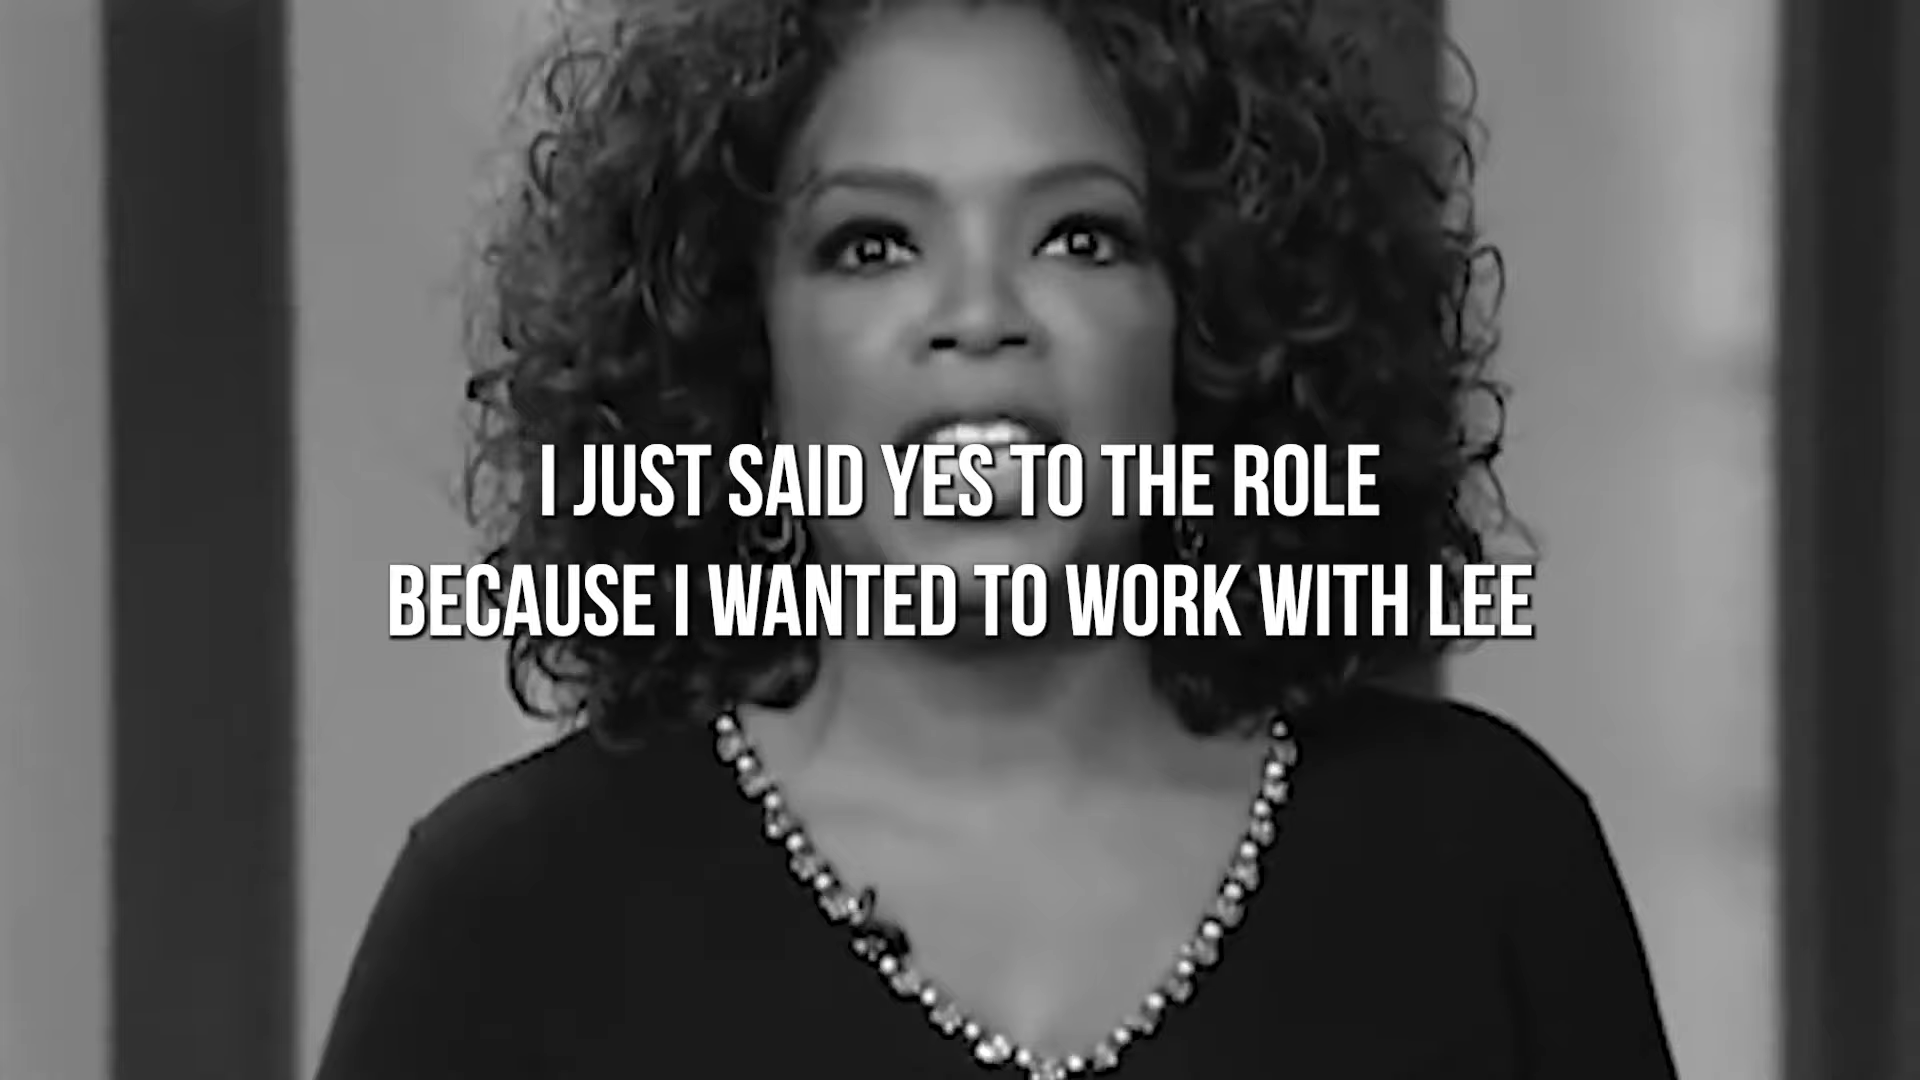 I JUST SAID YES TO THE ROLE
BECAUSE I WANTED TO WORK WITH LEE